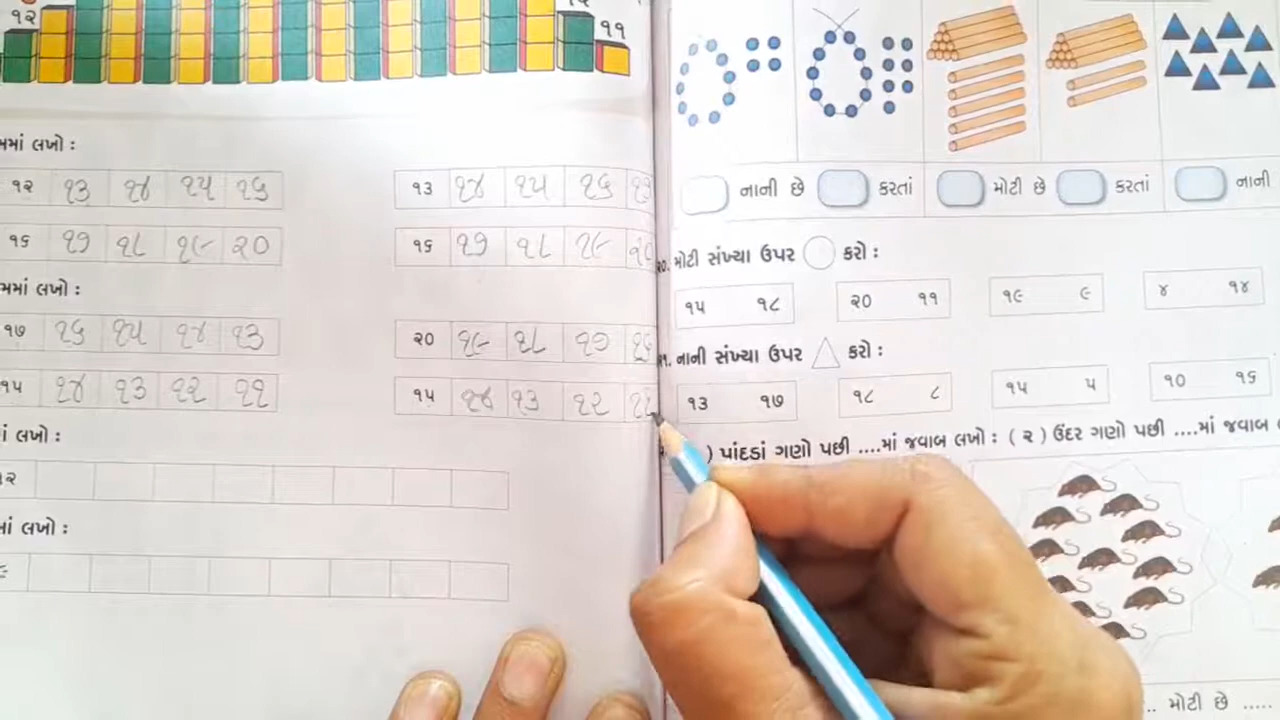 ૧૨ ૧૧
માં લખો :
૧૨ ૧૩ ૧૪ ૧૫ ૧૬
૧૩ ૧૪ ૧૫ ૧૬
૧૬ ૧૭ ૧૮ ૧૯ ૨૦
૧૬ ૧૭ ૧૮ ૧૯ ૨૦
માં લખો :
૧૭ ૧૬ ૧૫ ૧૪ ૧૩
૨૦ ૧૯ ૧૮ ૧૭ ૧૬
૧૫ ૧૪ ૧૩ ૧૨ ૧૧
૧૫ ૧૪ ૧૩ ૧૨
લખો :
લખો :
નાની છે કરતાં મોટી છે કરતાં નાની
મોટી સંખ્યા ઉપર કરો :
૧૫ ૧૮ ૨૦ ૧૧ ૧૯ ૯ ૪ ૧૪
નાની સંખ્યા ઉપર કરો :
૧૩ ૧૭ ૧૮ ૮ ૧૫ ૫ ૧૦ ૧૬
) પાંદડાં ગણો પછી ....માં જવાબ લખો : ( ૨ ) ઉંદર ગણો પછી ....માં જવાબ
.. મોટી છે .....